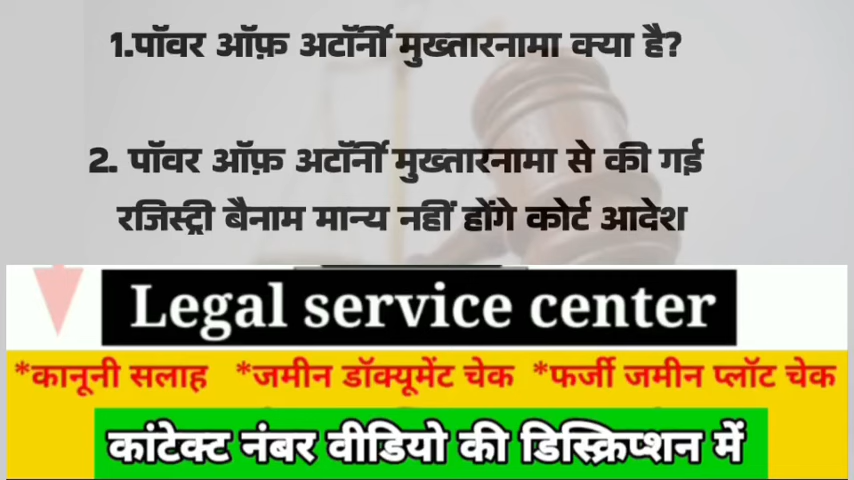 1.पॉवर ऑफ़ अटॉर्नी मुख्तारनामा क्या है?
2. पॉवर ऑफ़ अटॉर्नी मुख्तारनामा से की गई
रजिस्ट्री बैनाम मान्य नहीं होंगे कोर्ट आदेश
Legal service center
*कानूनी सलाह *जमीन डॉक्यूमेंट चेक *फर्जी जमीन प्लॉट चेक
कांटेक्ट नंबर वीडियो की डिस्क्रिप्शन में